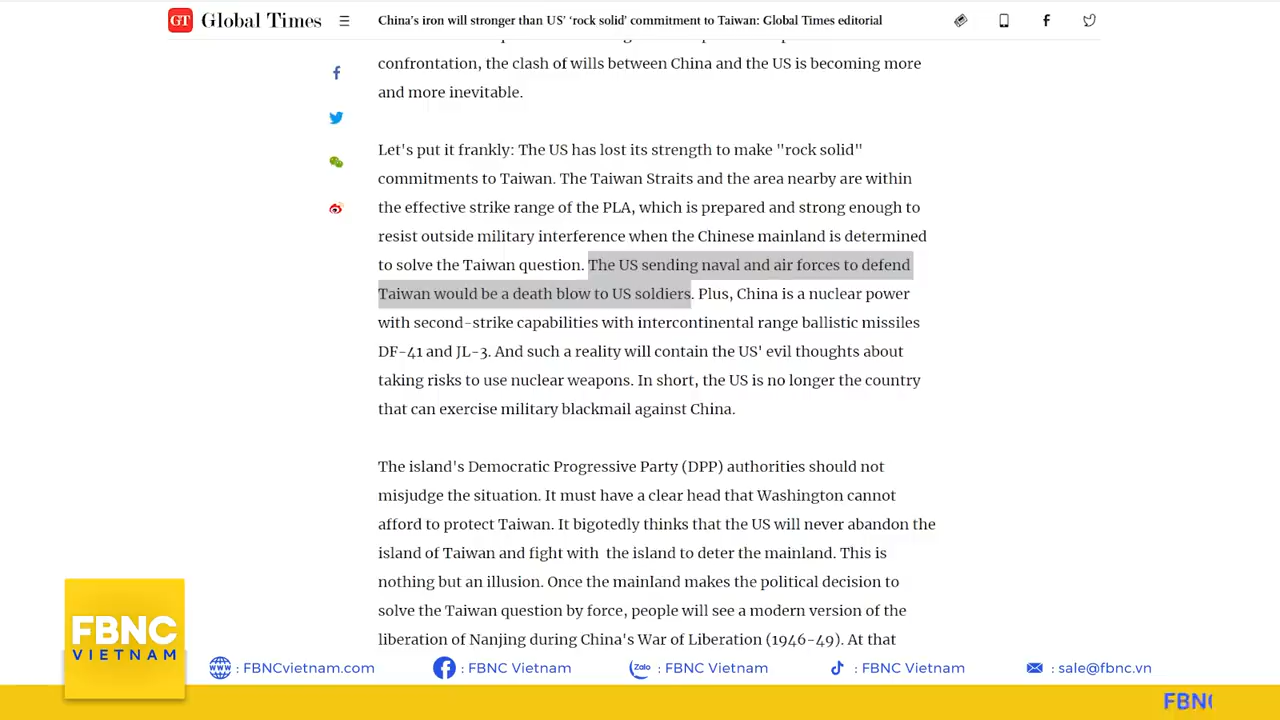 GT Global Times China's iron will stronger than US' 'rock solid' commitment to Taiwan: Global Times editorial
confrontation, the clash of wills between China and the US is becoming more
and more inevitable.
Let's put it frankly: The US has lost its strength to make "rock solid"
commitments to Taiwan. The Taiwan Straits and the area nearby are within
the effective strike range of the PLA, which is prepared and strong enough to
resist outside military interference when the Chinese mainland is determined
to solve the Taiwan question. The US sending naval and air forces to defend
Taiwan would be a death blow to US soldiers. Plus, China is a nuclear power
with second-strike capabilities with intercontinental range ballistic missiles
DF-41 and JL-3. And such a reality will contain the US' evil thoughts about
taking risks to use nuclear weapons. In short, the US is no longer the country
that can exercise military blackmail against China.
The island's Democratic Progressive Party (DPP) authorities should not
misjudge the situation. It must have a clear head that Washington cannot
afford to protect Taiwan. It bigotedly thinks that the US will never abandon the
island of Taiwan and fight with the island to deter the mainland. This is
nothing but an illusion. Once the mainland makes the political decision to
solve the Taiwan question by force, people will see a modern version of the
liberation of Nanjing during China's War of Liberation (1946-49). At that
FBNC
VIETNAM
WWW : FBNCvietnam.com : FBNC Vietnam Zalo : FBNC Vietnam : FBNC Vietnam : sale@fbnc.vn
FBNC